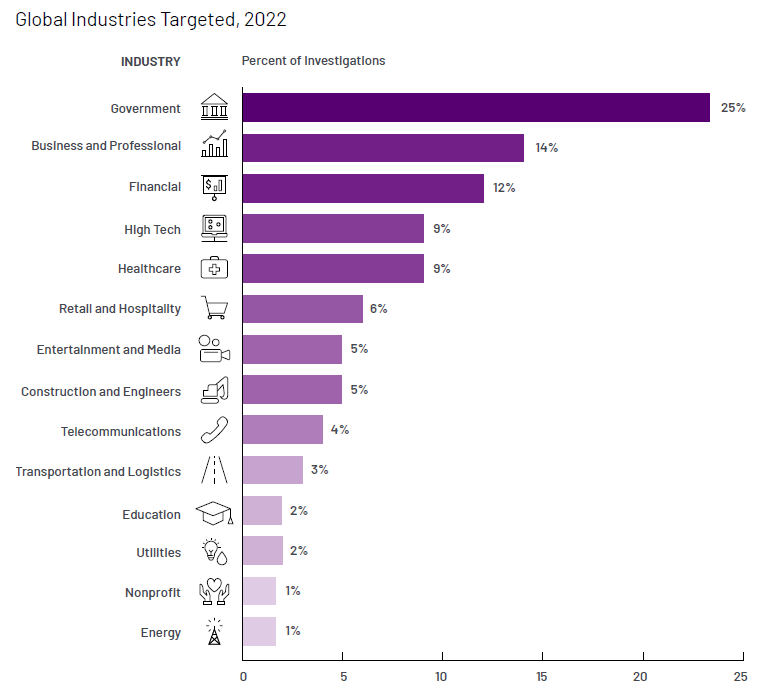 Global Industries Targeted, 2022
INDUSTRY Percent of Investigations
Government 25%
Business and Professional 14%
Financial $ 12%
High Tech 9%
Healthcare 9%
Retail and Hospitality 6%
Entertainment and Media 5%
Construction and Engineers 5%
Telecommunications 4%
Transportation and Logistics 3%
Education 2%
Utilities 2%
Nonprofit 1%
Energy 1%
0 5 10 15 20 25